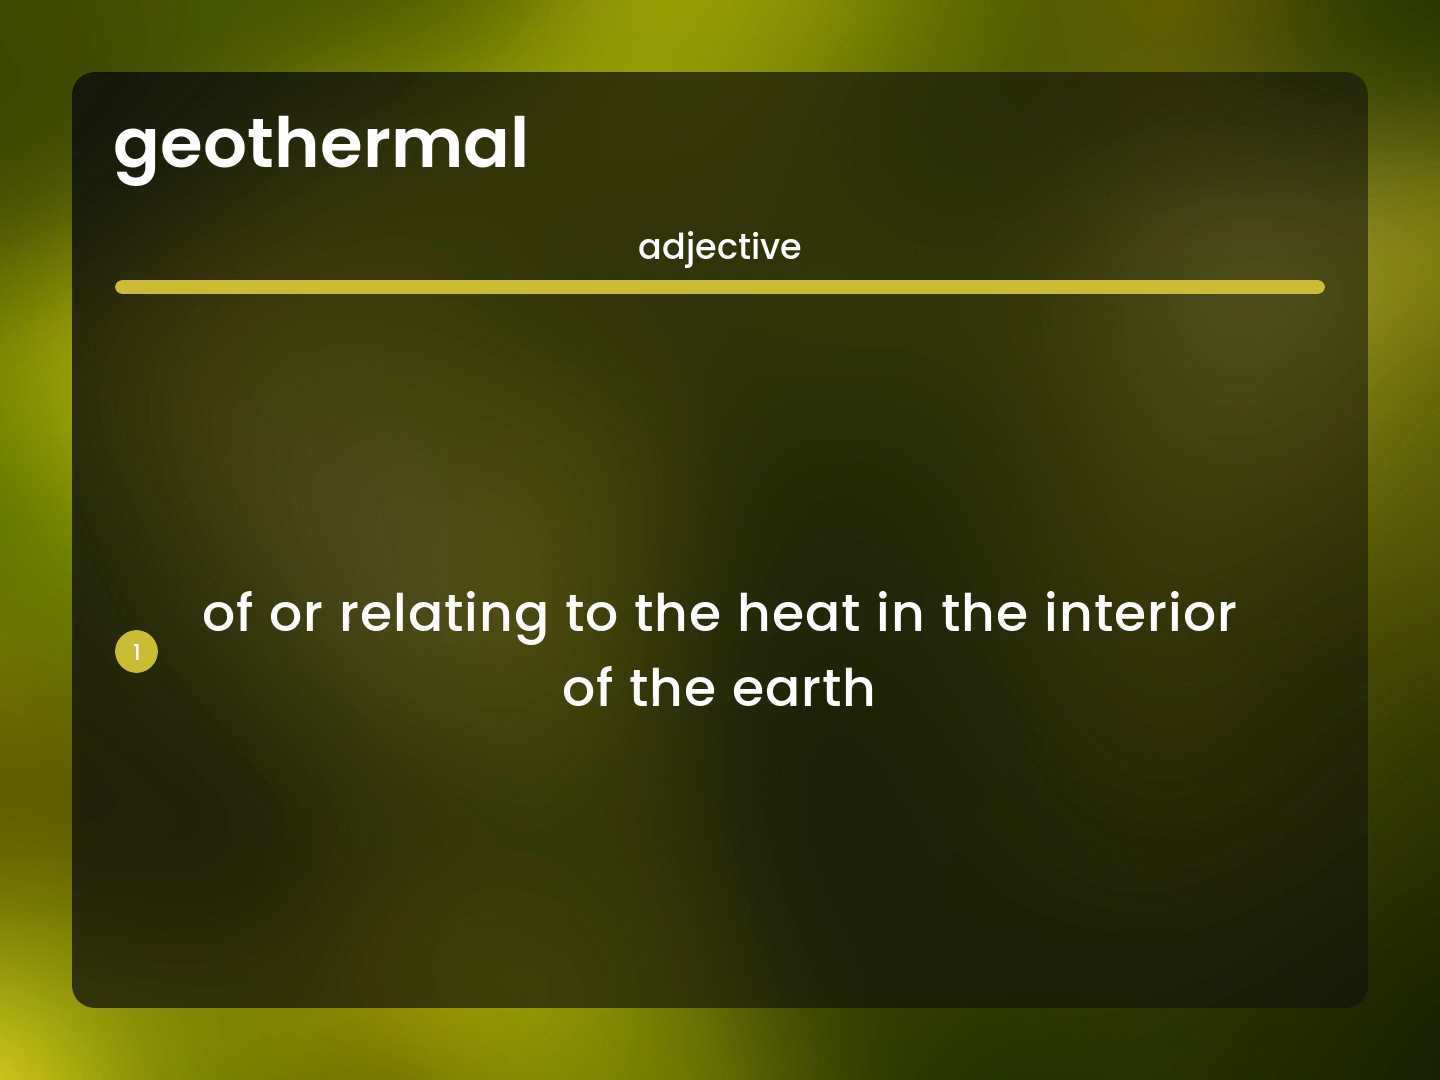 geothermal
adjective
1
of or relating to the heat in the interior
of the earth